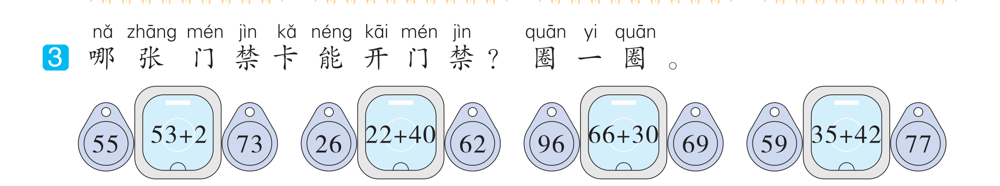 nǎ zhāng mén jìn kǎ néng kāi mén jìn quān yi quān
3 哪张门禁卡能开门禁？圈一圈。
55 53+2 73 26 22+40 62 96 66+30 69 59 35+42 77